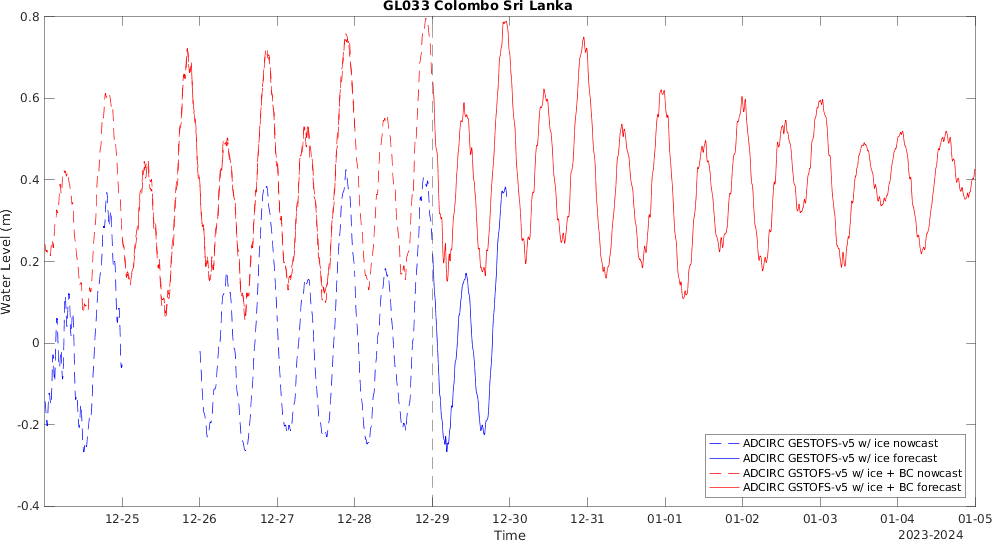 GL033 Colombo Sri Lanka
0.8
0.6
0.4
0.2
0
-0.2
-0.4
Water Level (m)
ADCIRC GESTOFS-v5 w/ ice nowcast
ADCIRC GESTOFS-v5 w/ ice forecast
ADCIRC GSTOFS-v5 w/ ice + BC nowcast
ADCIRC GSTOFS-v5 w/ ice + BC forecast
12-25 12-26 12-27 12-28 12-29 12-30 12-31 01-01 01-02 01-03 01-04 01-05
Time
2023-2024